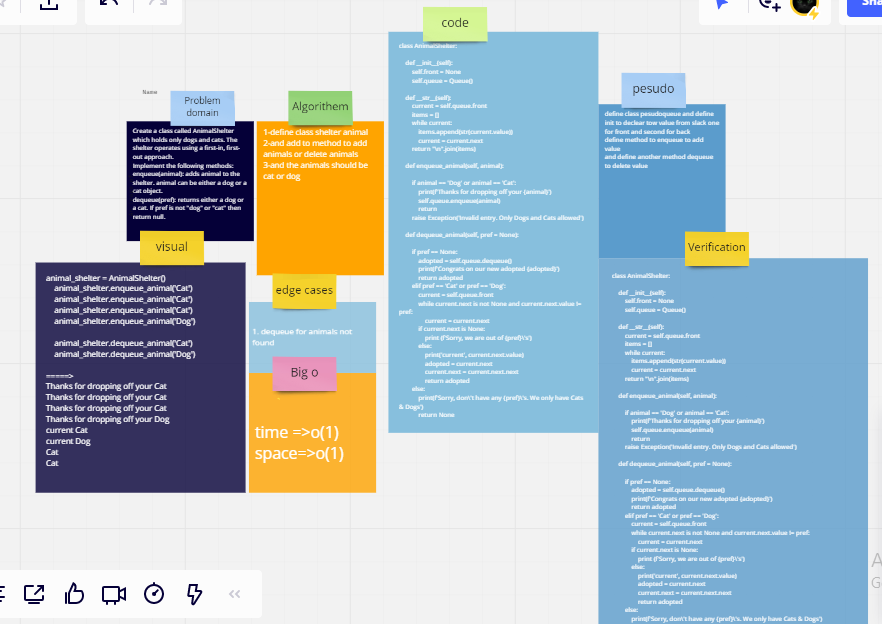 Name
Problem
domain
Create a class called AnimalShelter
which holds only dogs and cats. The
shelter operates using a first-in, first-
out approach.
Implement the following methods:
enqueue(animal): adds animal to the
shelter. animal can be either a dog or a
cat object.
dequeue(pref): returns either a dog or
a cat. If pref is not "dog" or "cat" then
return null.
Algorithem
1-define class shelter animal
2-and add to method to add
animals or delete animals
3-and the animals should be
cat or dog
visual
animal_shelter = AnimalShelter()
animal_shelter.enqueue_animal('Cat')
animal_shelter.enqueue_animal('Cat')
animal_shelter.enqueue_animal('Cat')
animal_shelter.enqueue_animal('Dog')
animal_shelter.dequeue_animal('Cat')
animal_shelter.dequeue_animal('Dog')
=====>
Thanks for dropping off your Cat
Thanks for dropping off your Cat
Thanks for dropping off your Cat
Thanks for dropping off your Dog
current Cat
current Dog
Cat
Cat
edge cases
1. dequeue for animals not
found
Big o
time =>o(1)
space=>o(1)
code
class AnimalShelter:
def __init__(self):
self.front = None
self.queue = Queue()
def __str__(self):
current = self.queue.front
items = []
while current:
items.append(str(current.value))
current = current.next
return "\n".join(items)
def enqueue_animal(self, animal):
if animal == 'Dog' or animal == 'Cat':
print(f'Thanks for dropping off your {animal}')
self.queue.enqueue(animal)
return
raise Exception('Invalid entry. Only Dogs and Cats allowed')
def dequeue_animal(self, pref = None):
if pref == None:
adopted = self.queue.dequeue()
print(f'Congrats on our new adopted {adopted}')
return adopted
elif pref == 'Cat' or pref == 'Dog':
current = self.queue.front
while current.next is not None and current.next.value !=
pref:
current = current.next
if current.next is None:
print (f'Sorry, we are out of {pref}\'s')
else:
print('current', current.next.value)
adopted = current.next
current.next = current.next.next
return adopted
else:
print(f'Sorry, don't have any {pref}\'s. We only have Cats
& Dogs')
return None
pesudo
define class pesudoqueue and define
init to declear tow value from slack one
for front and second for back
define method to enqueue to add
value
and define another method dequeue
to delete value
Verification
class AnimalShelter:
def __init__(self):
self.front = None
self.queue = Queue()
def __str__(self):
current = self.queue.front
items = []
while current:
items.append(str(current.value))
current = current.next
return "\n".join(items)
def enqueue_animal(self, animal):
if animal == 'Dog' or animal == 'Cat':
print(f'Thanks for dropping off your {animal}')
self.queue.enqueue(animal)
return
raise Exception('Invalid entry. Only Dogs and Cats allowed')
def dequeue_animal(self, pref = None):
if pref == None:
adopted = self.queue.dequeue()
print(f'Congrats on our new adopted {adopted}')
return adopted
elif pref == 'Cat' or pref == 'Dog':
current = self.queue.front
while current.next is not None and current.next.value != pref:
current = current.next
if current.next is None:
print (f'Sorry, we are out of {pref}\'s')
else:
print('current', current.next.value)
adopted = current.next
current.next = current.next.next
return adopted
else:
print(f'Sorry, don't have any {pref}\'s. We only have Cats & Dogs')